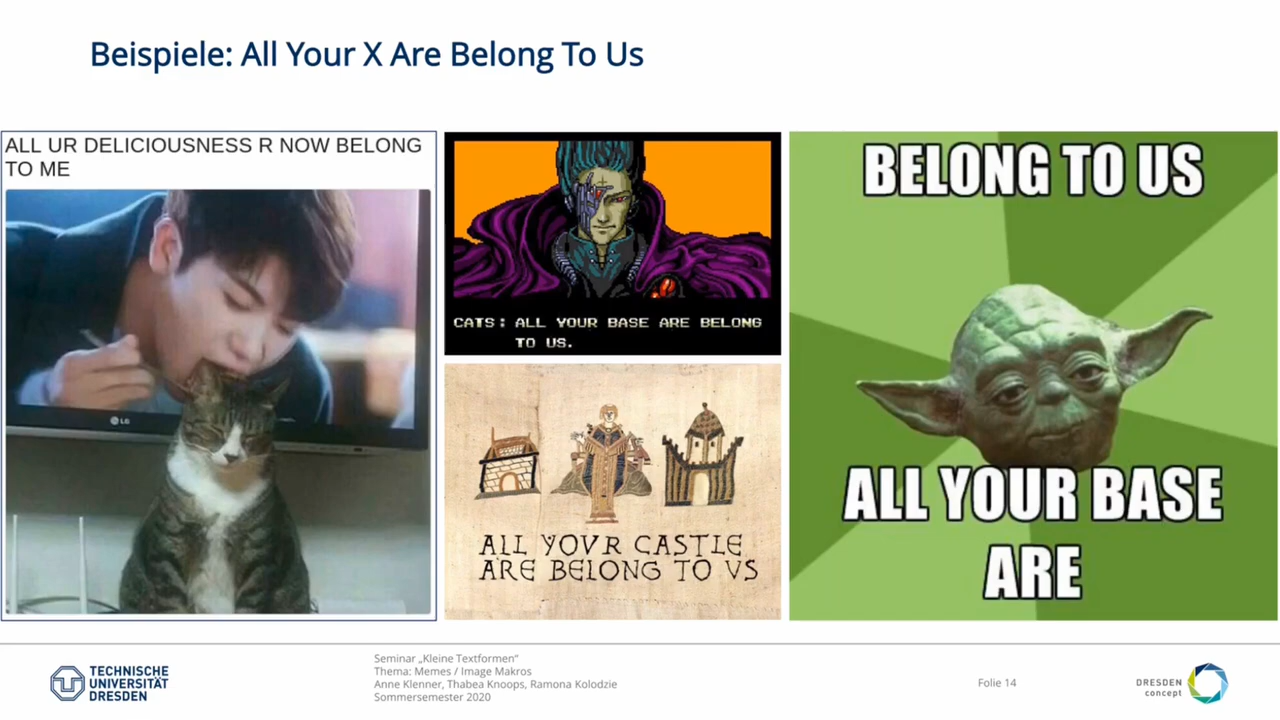 Beispiele: All Your X Are Belong To Us
ALL UR DELICIOUSNESS R NOW BELONG
TO ME
LG
CATS: ALL YOUR BASE ARE BELONG
TO US.
ALL YOVR CASTLE
ARE BELONG TO VS
BELONG TO US
ALL YOUR BASE
ARE
TECHNISCHE
UNIVERSITÄT
DRESDEN
Seminar „Kleine Textformen“
Thema: Memes / Image Makros
Anne Klenner, Thabea Knoops, Ramona Kolodzie
Sommersemester 2020
Folie 14
DRESDEN
concept